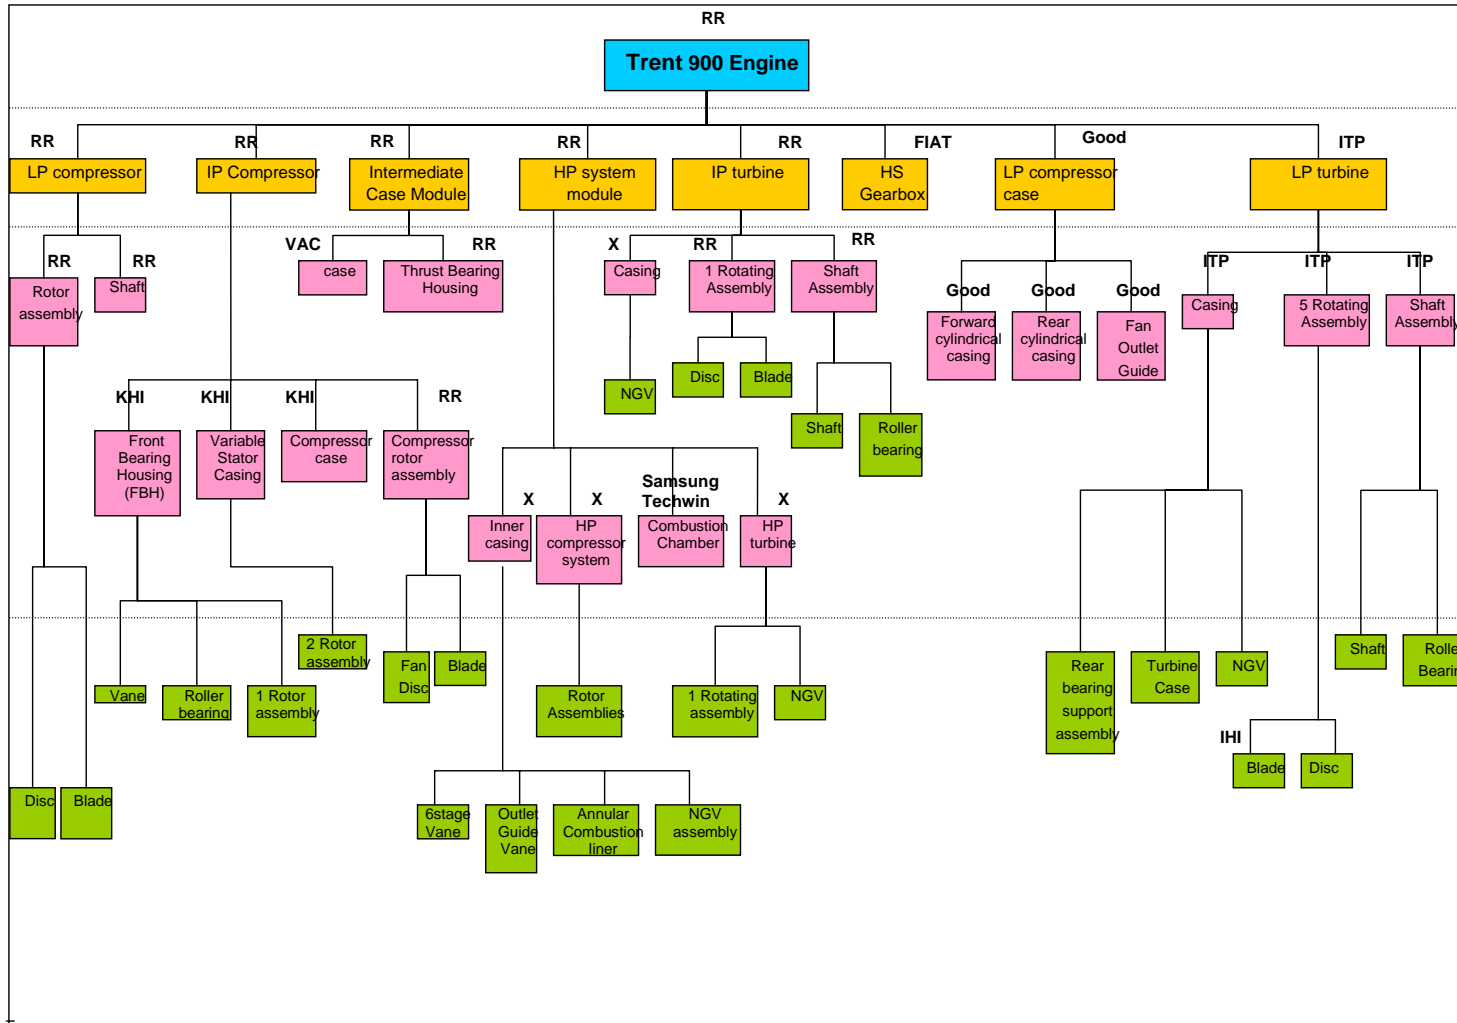 RR
Trent 900 Engine
RR
RR
RR
RR
RR
FIAT
Good
ITP
LP compressor
IP Compressor
Intermediate
Case Module
HP system
module
IP turbine
HS
Gearbox
LP compressor
case
LP turbine
RR
RR
VAC
RR
X
RR
RR
ITP
ITP
ITP
Rotor
assembly
Shaft
case
Thrust Bearing
Housing
Casing
1 Rotating
Assembly
Shaft
Assembly
Good
Good
Good
Forward
cylindrical
casing
Rear
cylindrical
casing
Fan
Outlet
Guide
Casing
5 Rotating
Assembly
Shaft
Assembly
NGV
Disc
Blade
Shaft
Roller
bearing
KHI
KHI
KHI
RR
Front
Bearing
Housing
(FBH)
Variable
Stator
Casing
Compressor
case
Compressor
rotor
assembly
X
X
Samsung
Techwin
X
Inner
casing
HP
compressor
system
Combustion
Chamber
HP
turbine
Vane
Roller
bearing
1 Rotor
assembly
2 Rotor
assembly
Fan
Disc
Blade
Rotor
Assemblies
1 Rotating
assembly
NGV
Rear
bearing
support
assembly
Turbine
Case
NGV
Shaft
Rolle
Bearin
IHI
Blade
Disc
Disc
Blade
6stage
Vane
Outlet
Guide
Vane
Annular
Combustion
liner
NGV
assembly